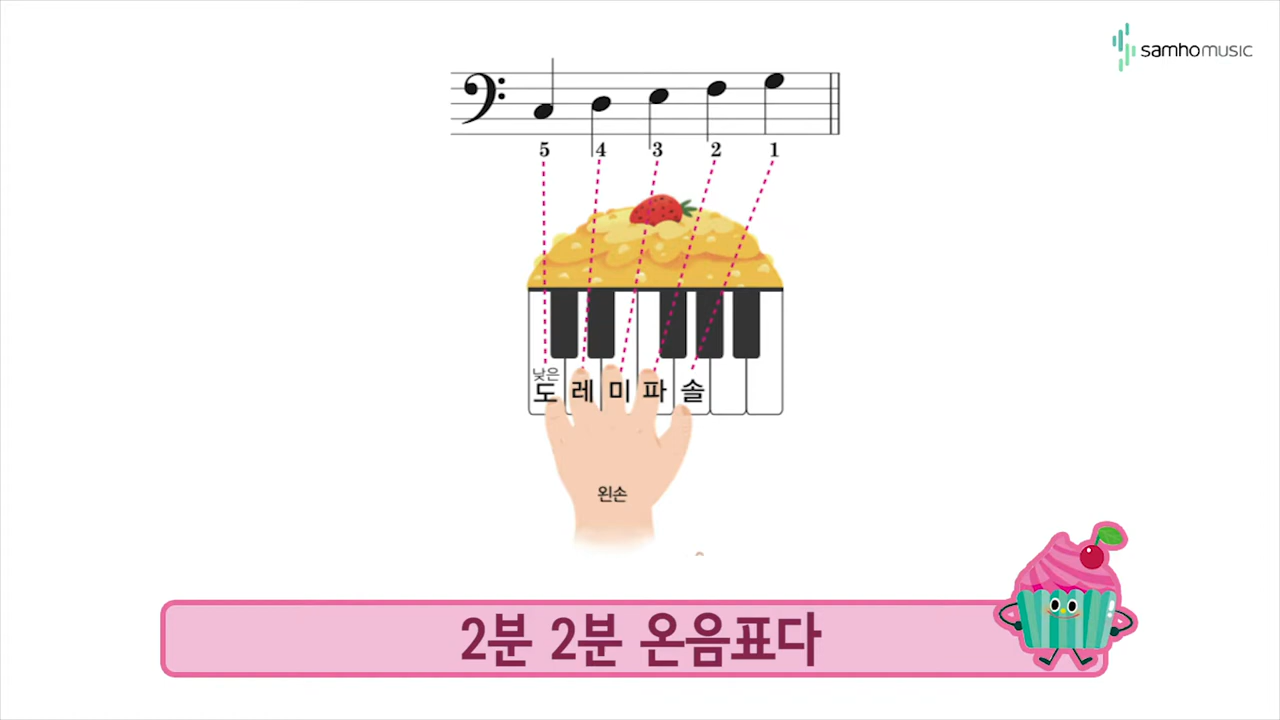 samhomusic
5 4 3 2 1
낮은
도 레 미 파 솔
왼손
2분 2분 온음표다